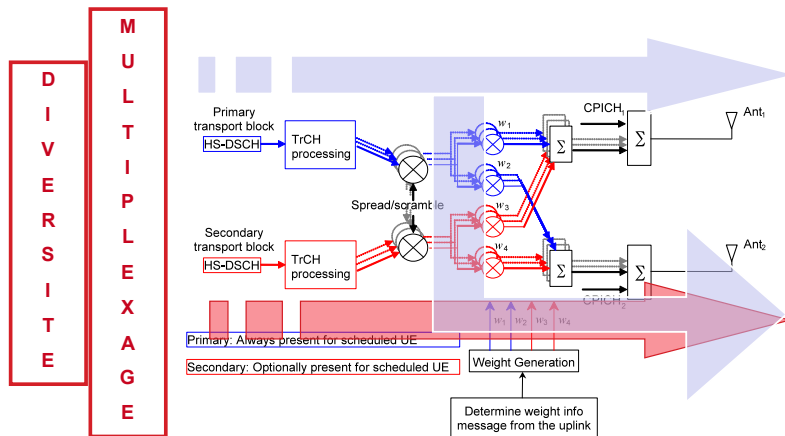 DIVERSITE
MULTIPLEXAGE
Primary
transport block
HS-DSCH
TrCH
processing
Spread/scramble
Secondary
transport block
HS-DSCH
TrCH
processing
w1
w2
w3
w4
Σ
Σ
CPICH1
Σ
Ant1
CPICH2
Σ
Ant2
w1 w2 w3 w4
Primary: Always present for scheduled UE
Secondary: Optionally present for scheduled UE
Weight Generation
Determine weight info
message from the uplink